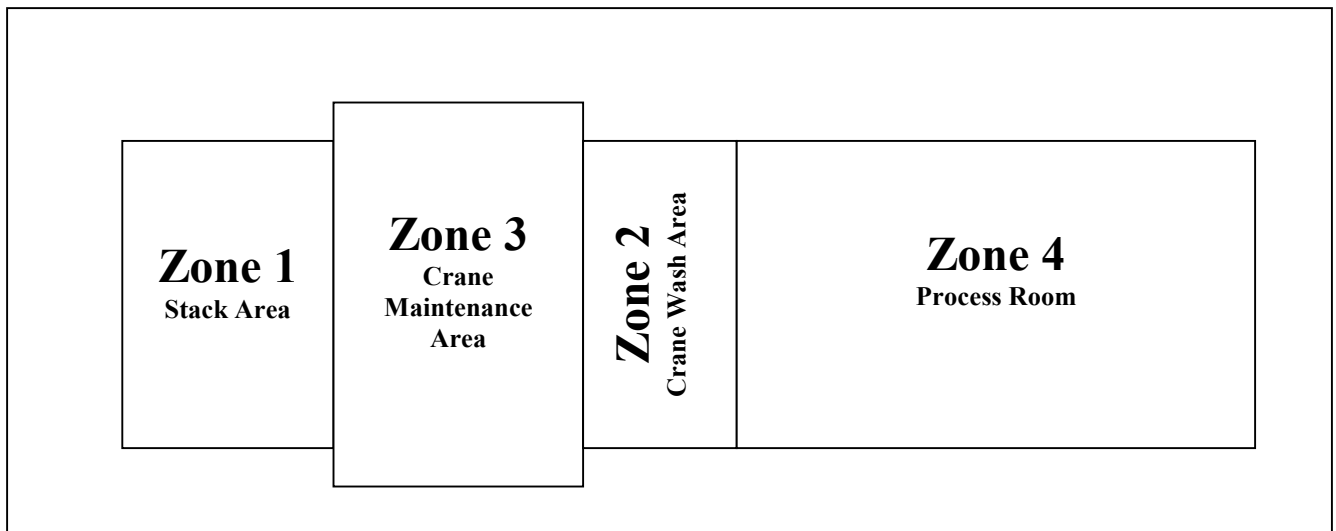 Zone 1
Stack Area
Zone 3
Crane
Maintenance
Area
Zone 2
Crane Wash Area
Zone 4
Process Room